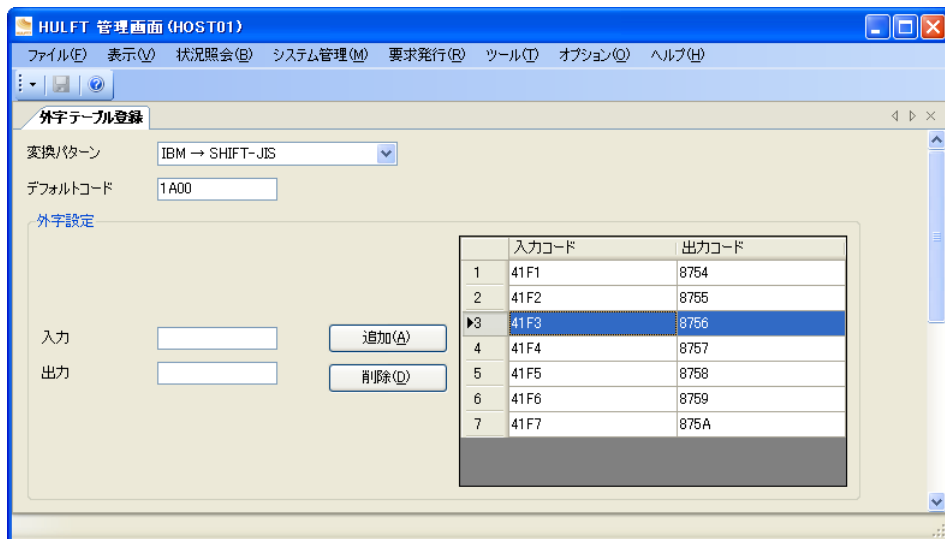 HULFT 管理画面 (HOST01)
ファイル(F) 表示(V) 状況照会(B) システム管理(M) 要求発行(R) ツール(T) オプション(O) ヘルプ(H)
外字テーブル登録
変換パターン IBM → SHIFT-JIS
デフォルトコード 1A00
外字設定
入力コード 出力コード
1 41F1 8754
2 41F2 8755
3 41F3 8756
入力 追加(A)
4 41F4 8757
出力 削除(D)
5 41F5 8758
6 41F6 8759
7 41F7 875A